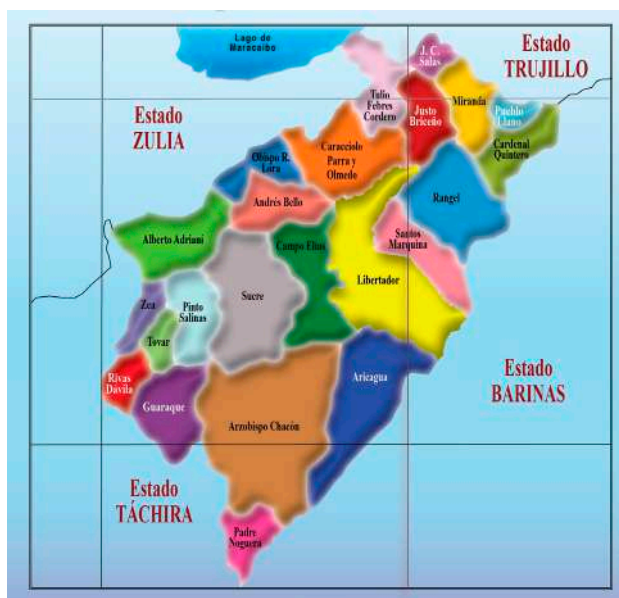 Lago de
Maracaibo
Estado
TRUJILLO
J. C.
Salas
Tulio
Febres
Cordero
Justo
Briceño
Miranda
Pueblo
Llano
Cardenal
Quintero
Estado
ZULIA
Caracciolo
Parra y
Olmedo
Obispo R.
Lora
Rangel
Andrés Bello
Santos
Marquina
Alberto Adriani
Campo Elías
Libertador
Sucre
Zea
Pinto
Salinas
Tovar
Rivas
Dávila
Aricagua
Estado
BARINAS
Guaraque
Arzobispo Chacón
Estado
TÁCHIRA
Padre
Noguera